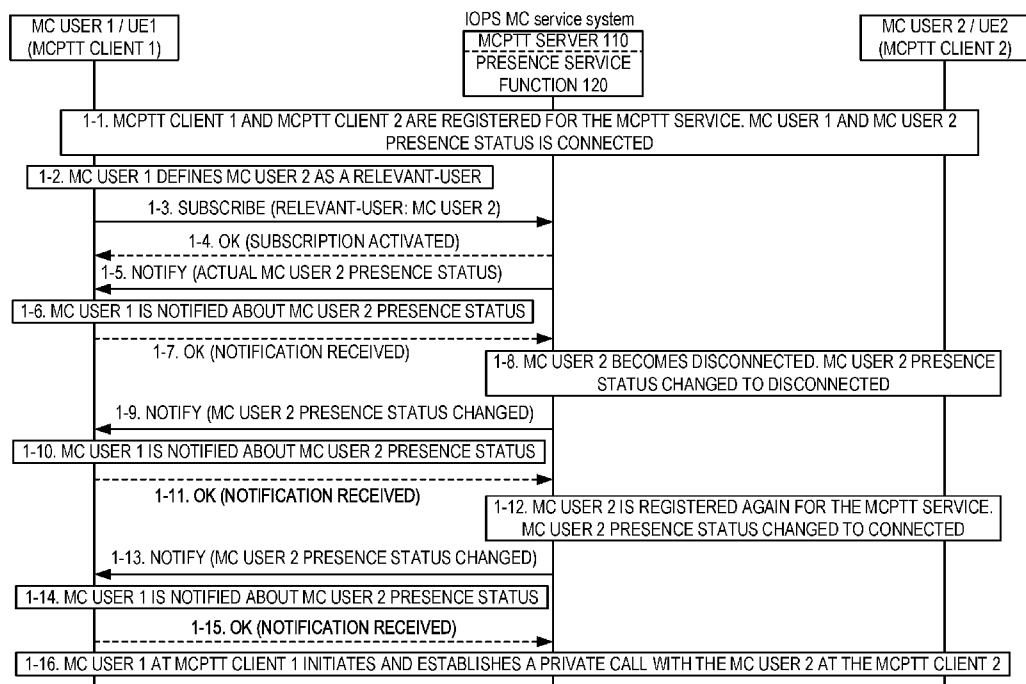 MC USER 1 / UE1
(MCPTT CLIENT 1)
IOPS MC service system
MCPTT SERVER 110
PRESENCE SERVICE
FUNCTION 120
MC USER 2 / UE2
(MCPTT CLIENT 2)
1-1. MCPTT CLIENT 1 AND MCPTT CLIENT 2 ARE REGISTERED FOR THE MCPTT SERVICE. MC USER 1 AND MC USER 2
PRESENCE STATUS IS CONNECTED
1-2. MC USER 1 DEFINES MC USER 2 AS A RELEVANT-USER
1-3. SUBSCRIBE (RELEVANT-USER: MC USER 2)
1-4. OK (SUBSCRIPTION ACTIVATED)
1-5. NOTIFY (ACTUAL MC USER 2 PRESENCE STATUS)
1-6. MC USER 1 IS NOTIFIED ABOUT MC USER 2 PRESENCE STATUS
1-7. OK (NOTIFICATION RECEIVED)
1-8. MC USER 2 BECOMES DISCONNECTED. MC USER 2 PRESENCE
STATUS CHANGED TO DISCONNECTED
1-9. NOTIFY (MC USER 2 PRESENCE STATUS CHANGED)
1-10. MC USER 1 IS NOTIFIED ABOUT MC USER 2 PRESENCE STATUS
1-11. OK (NOTIFICATION RECEIVED)
1-12. MC USER 2 IS REGISTERED AGAIN FOR THE MCPTT SERVICE.
MC USER 2 PRESENCE STATUS CHANGED TO CONNECTED
1-13. NOTIFY (MC USER 2 PRESENCE STATUS CHANGED)
1-14. MC USER 1 IS NOTIFIED ABOUT MC USER 2 PRESENCE STATUS
1-15. OK (NOTIFICATION RECEIVED)
1-16. MC USER 1 AT MCPTT CLIENT 1 INITIATES AND ESTABLISHES A PRIVATE CALL WITH THE MC USER 2 AT THE MCPTT CLIENT 2